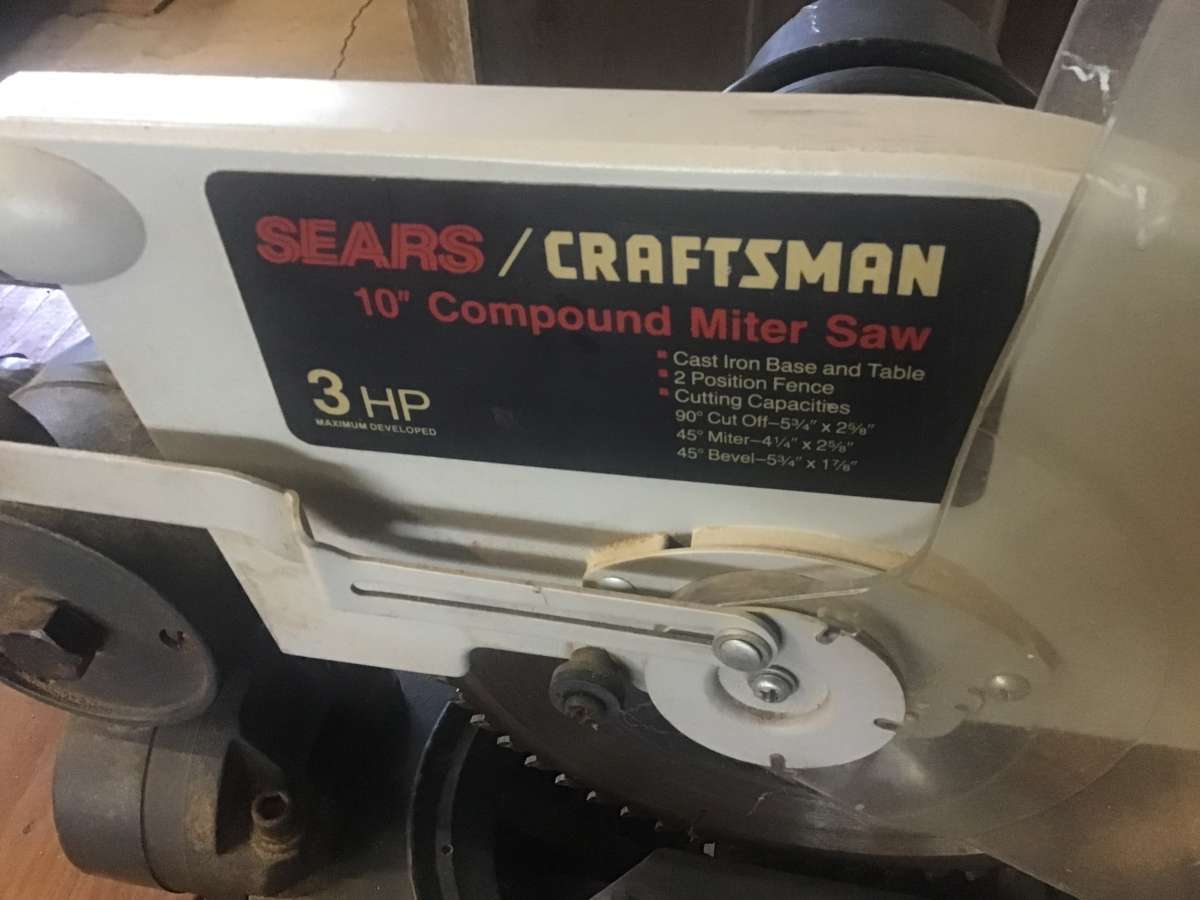 SEARS / CRAFTSMAN
10" Compound Miter Saw
3 HP
MAXIMUM DEVELOPED
▪ Cast Iron Base and Table
▪ 2 Position Fence
▪ Cutting Capacities
90° Cut Off–5¾" x 2⅝"
45° Miter–4¼" x 2⅝"
45° Bevel–5¾" x 1⅞"